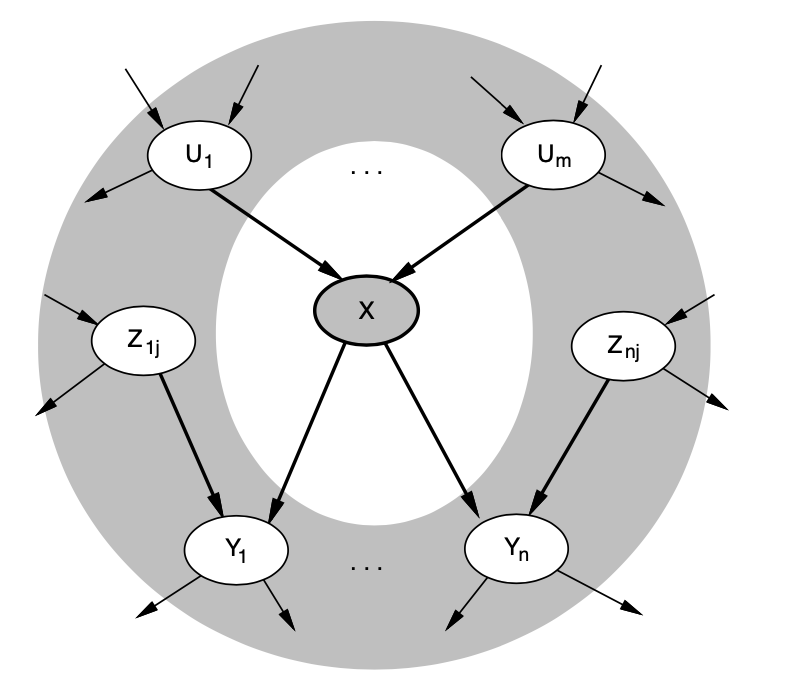 U1 ... Um
X
Z1j Znj
Y1 ... Yn